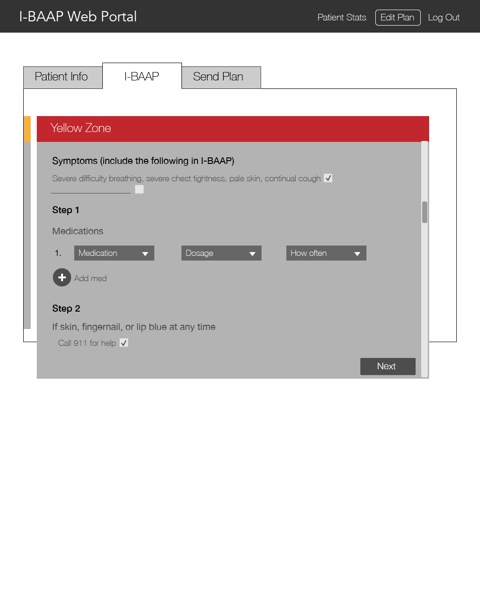 I-BAAP Web Portal
Patient Stats Edit Plan Log Out
Patient Info I-BAAP Send Plan
Yellow Zone
Symptoms (include the following in I-BAAP)
Severe difficulty breathing, severe chest tightness, pale skin, continual cough
Step 1
Medications
1. Medication Dosage How often
Add med
Step 2
If skin, fingernail, or lip blue at any time
Call 911 for help
Next